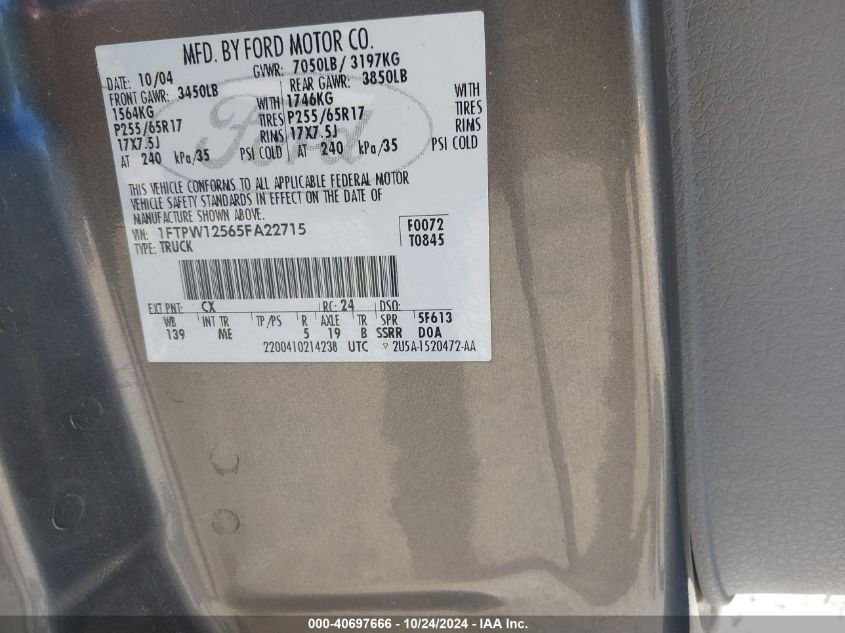 MFD. BY FORD MOTOR CO.
DATE: 10/04 GVWR: 7050LB/ 3197KG
FRONT GAWR: 3450LB REAR GAWR: 3850LB
1564KG WITH 1746KG WITH
P255/65R17 TIRES P255/65R17 TIRES
17X7.5J RIMS 17X7.5J RIMS
AT 240 kPa/35 PSI COLD AT 240 kPa/35 PSI COLD
Ford
THIS VEHICLE CONFORMS TO ALL APPLICABLE FEDERAL MOTOR
VEHICLE SAFETY STANDARDS IN EFFECT ON THE DATE OF
MANUFACTURE SHOWN ABOVE.
VIN: 1FTPW12565FA22715 F0072
TYPE: TRUCK T0845
EXT PNT: CX RC: 24 DSO:
WB INT TR TP/PS R AXLE TR SPR 5F613
139 ME 5 19 B SSRR DOA
2200410214238 UTC ▽ 2U5A-1520472-AA
000-40697666 - 10/24/2024 - IAA Inc.